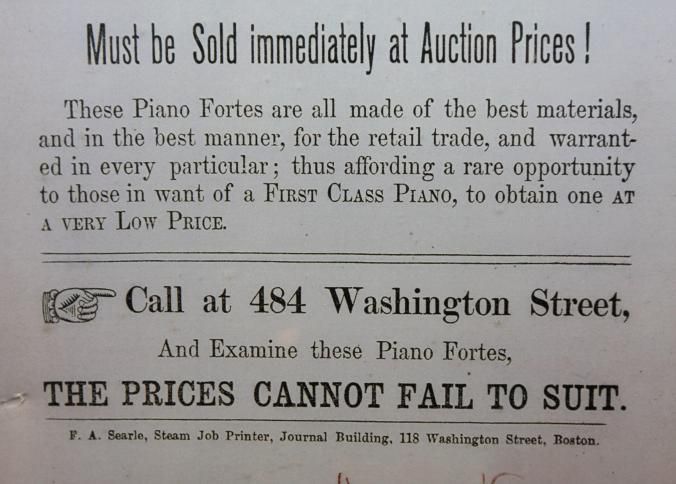 Must be Sold immediately at Auction Prices!
These Piano Fortes are all made of the best materials,
and in the best manner, for the retail trade, and warrant-
ed in every particular; thus affording a rare opportunity
to those in want of a First Class Piano, to obtain one at
a very Low Price.
Call at 484 Washington Street,
And Examine these Piano Fortes,
THE PRICES CANNOT FAIL TO SUIT.
F. A. Searle, Steam Job Printer, Journal Building, 118 Washington Street, Boston.